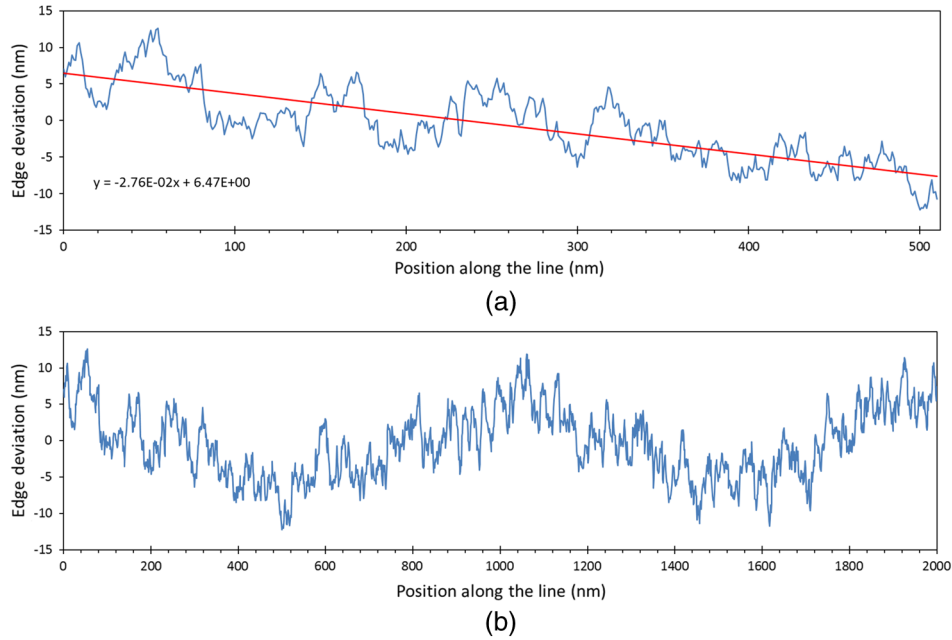 15
10
5
0
-5
-10
-15
Edge deviation (nm)
y = -2.76E-02x + 6.47E+00
0 100 200 300 400 500
Position along the line (nm)
(a)
15
10
5
0
-5
-10
-15
Edge deviation (nm)
0 200 400 600 800 1000 1200 1400 1600 1800 2000
Position along the line (nm)
(b)